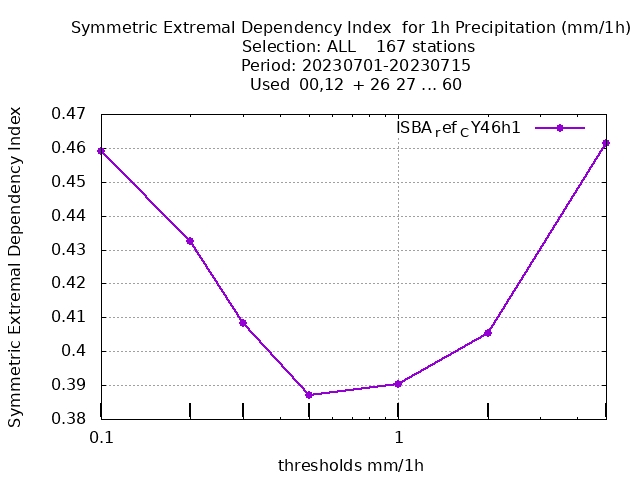 Symmetric Extremal Dependency Index for 1h Precipitation (mm/1h)
Selection: ALL 167 stations
Period: 20230701-20230715
Used 00,12 + 26 27 ... 60
ISBArefCY46h1
Symmetric Extremal Dependency Index
0.47
0.46
0.45
0.44
0.43
0.42
0.41
0.4
0.39
0.38
0.1
1
thresholds mm/1h